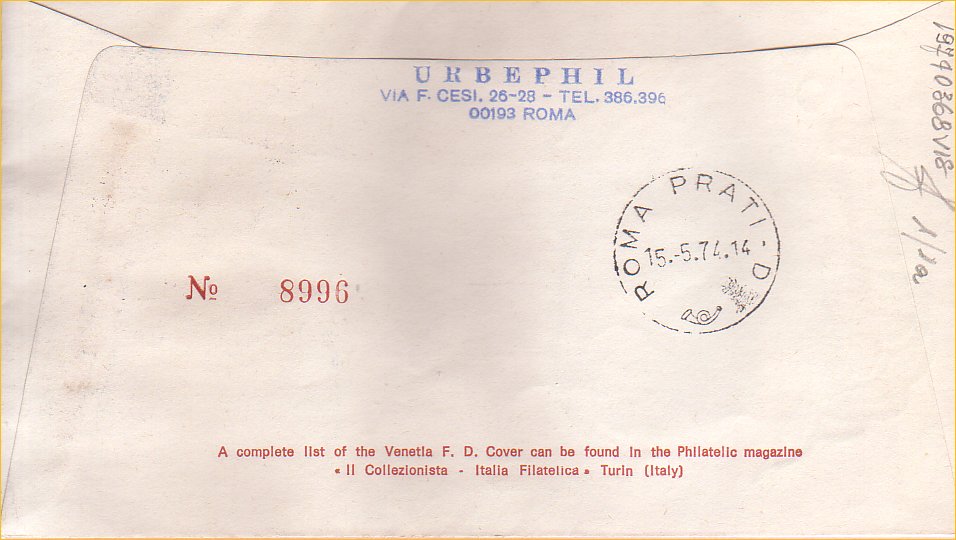 URBEPHIL
VIA F. CESI. 26-28 - TEL. 386.396
00193 ROMA
ROMA PRATI-D
15.-5.74.14
No 8996
A complete list of the Venetia F. D. Cover can be found in the Philatelic magazine
« Il Collezionista - Italia Filatelica » Turin (Italy)